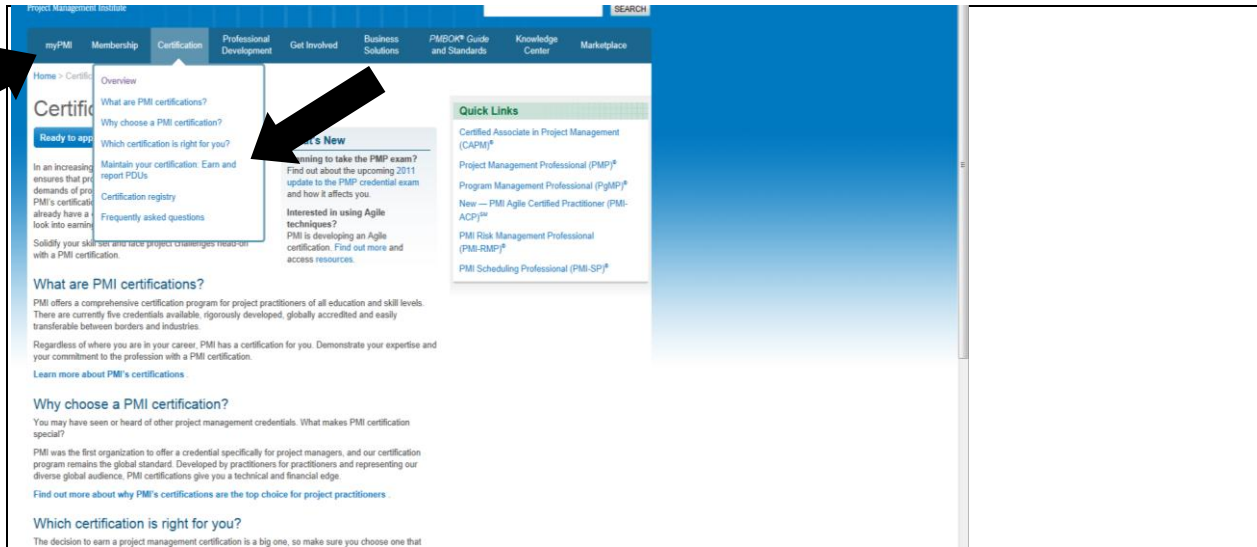 Project Management Institute
SEARCH
myPMI Membership Certification Professional Development Get Involved Business Solutions PMBOK® Guide and Standards Knowledge Center Marketplace
Home > Certific
Overview
What are PMI certifications?
Why choose a PMI certification?
Which certification is right for you?
Maintain your certification: Earn and
report PDUs
Certification registry
Frequently asked questions
Certific
Ready to app
In an increasing
ensures that pr
demands of pro
PMI's certificati
already have a
look into earnin
Solidify your skill set and face project challenges head-on
with a PMI certification.
What's New
Planning to take the PMP exam?
Find out about the upcoming 2011
update to the PMP credential exam
and how it affects you.
Interested in using Agile
techniques?
PMI is developing an Agile
certification. Find out more and
access resources.
Quick Links
Certified Associate in Project Management
(CAPM)®
Project Management Professional (PMP)®
Program Management Professional (PgMP)®
New — PMI Agile Certified Practitioner (PMI-
ACP)℠
PMI Risk Management Professional
(PMI-RMP)®
PMI Scheduling Professional (PMI-SP)®
What are PMI certifications?
PMI offers a comprehensive certification program for project practitioners of all education and skill levels.
There are currently five credentials available, rigorously developed, globally accredited and easily
transferable between borders and industries.
Regardless of where you are in your career, PMI has a certification for you. Demonstrate your expertise and
your commitment to the profession with a PMI certification.
Learn more about PMI's certifications .
Why choose a PMI certification?
You may have seen or heard of other project management credentials. What makes PMI certification
special?
PMI was the first organization to offer a credential specifically for project managers, and our certification
program remains the global standard. Developed by practitioners for practitioners and representing our
diverse global audience, PMI certifications give you a technical and financial edge.
Find out more about why PMI's certifications are the top choice for project practitioners .
Which certification is right for you?
The decision to earn a project management certification is a big one, so make sure you choose one that